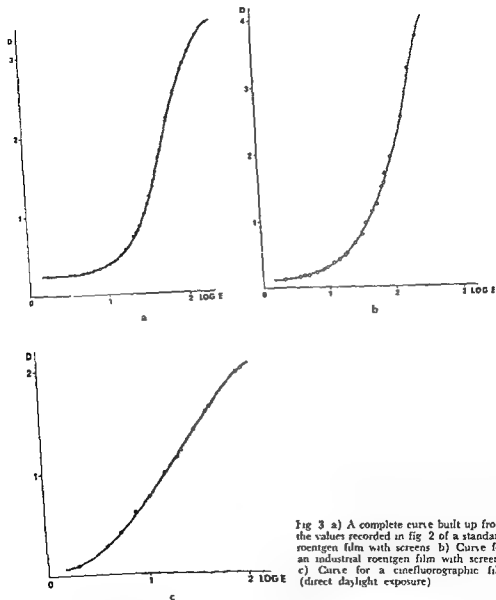 D
3
2
1
0
1
2 LOG E
a
D
4
3
2
1
0
1
2
3 LOG E
b
D
2
1
0
1
2 LOG E
c
Fig 3 a) A complete curve built up from
the values recorded in fig 2 of a standard
roentgen film with screens b) Curve for
an industrial roentgen film with screens
c) Curve for a cinefluorographic film
(direct daylight exposure)